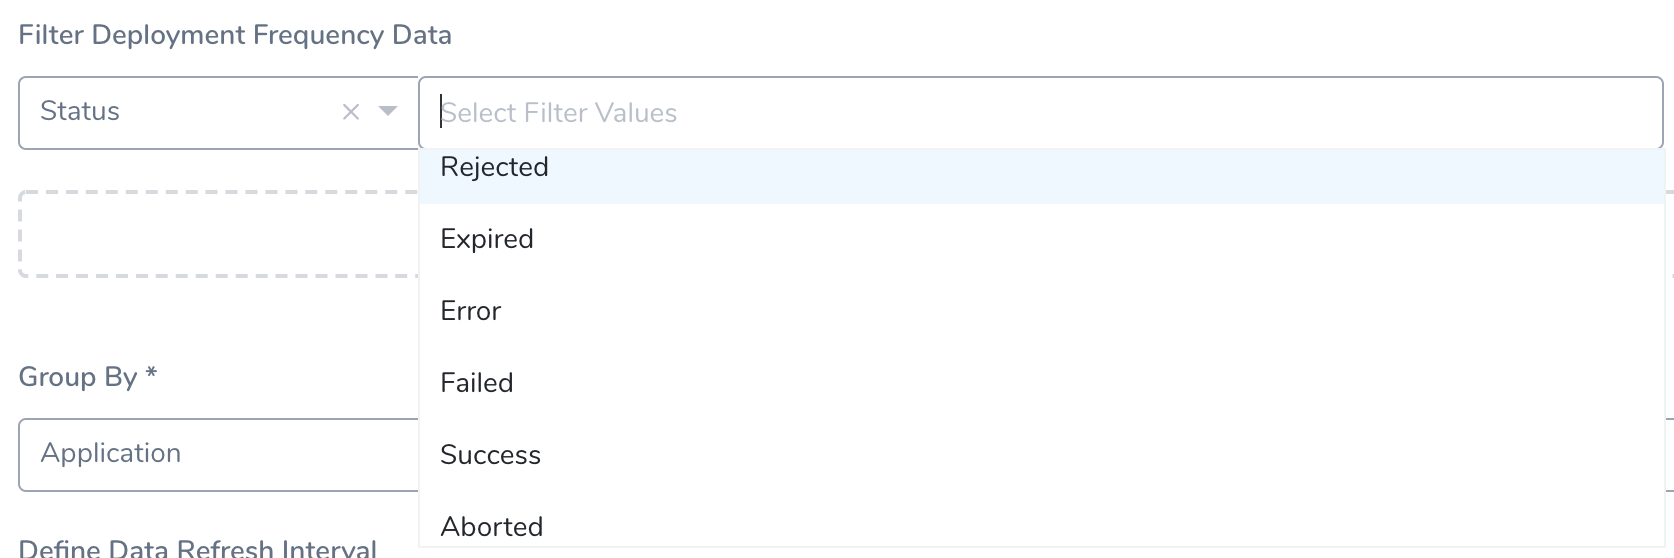 Filter Deployment Frequency Data
Status
Select Filter Values
Rejected
Expired
Error
Failed
Success
Aborted
Group By *
Application
Define Data Refresh Interval